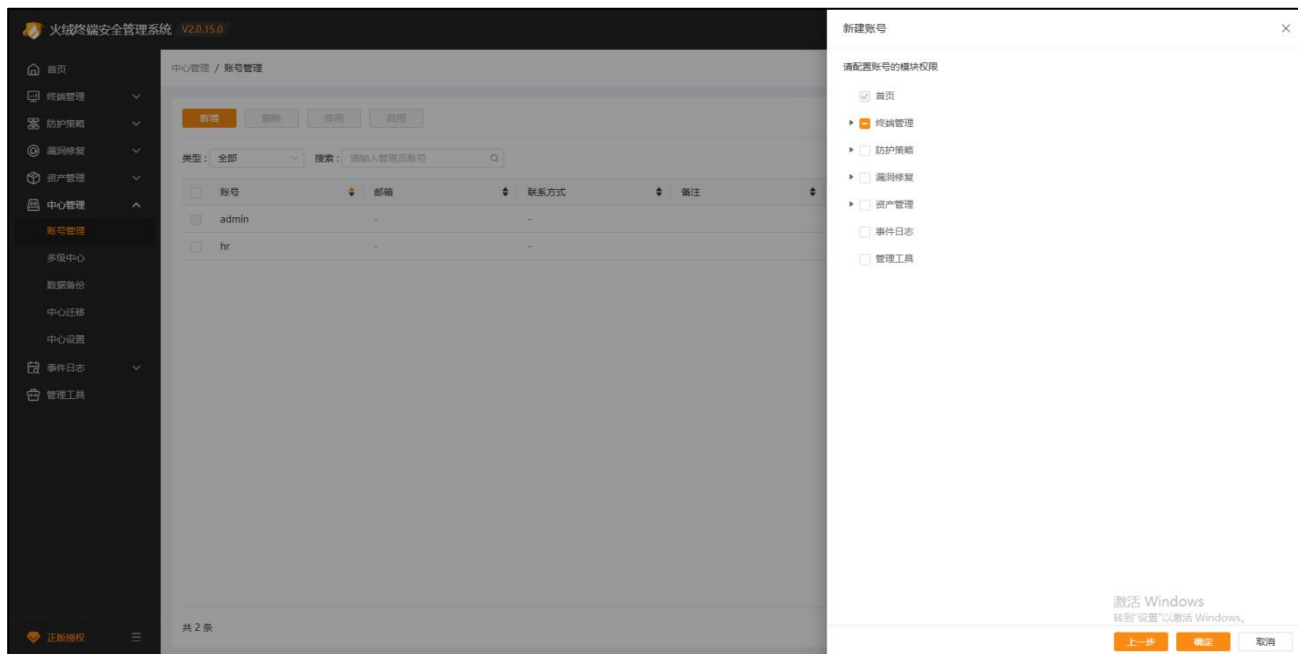 火绒终端安全管理系统 V2.0.15.0
首页
终端管理
防护策略
漏洞修复
资产管理
中心管理
账号管理
多级中心
数据备份
中心迁移
中心设置
事件日志
管理工具
正版授权
中心管理 / 账号管理
新增 删除 停用 启用
类型： 全部 搜索： 请输入管理员账号
账号 邮箱 联系方式 备注
admin - -
hr - -
共 2 条
新建账号
请配置账号的模块权限
首页
终端管理
防护策略
漏洞修复
资产管理
事件日志
管理工具
激活 Windows
转到"设置"以激活 Windows。
上一步 确定 取消